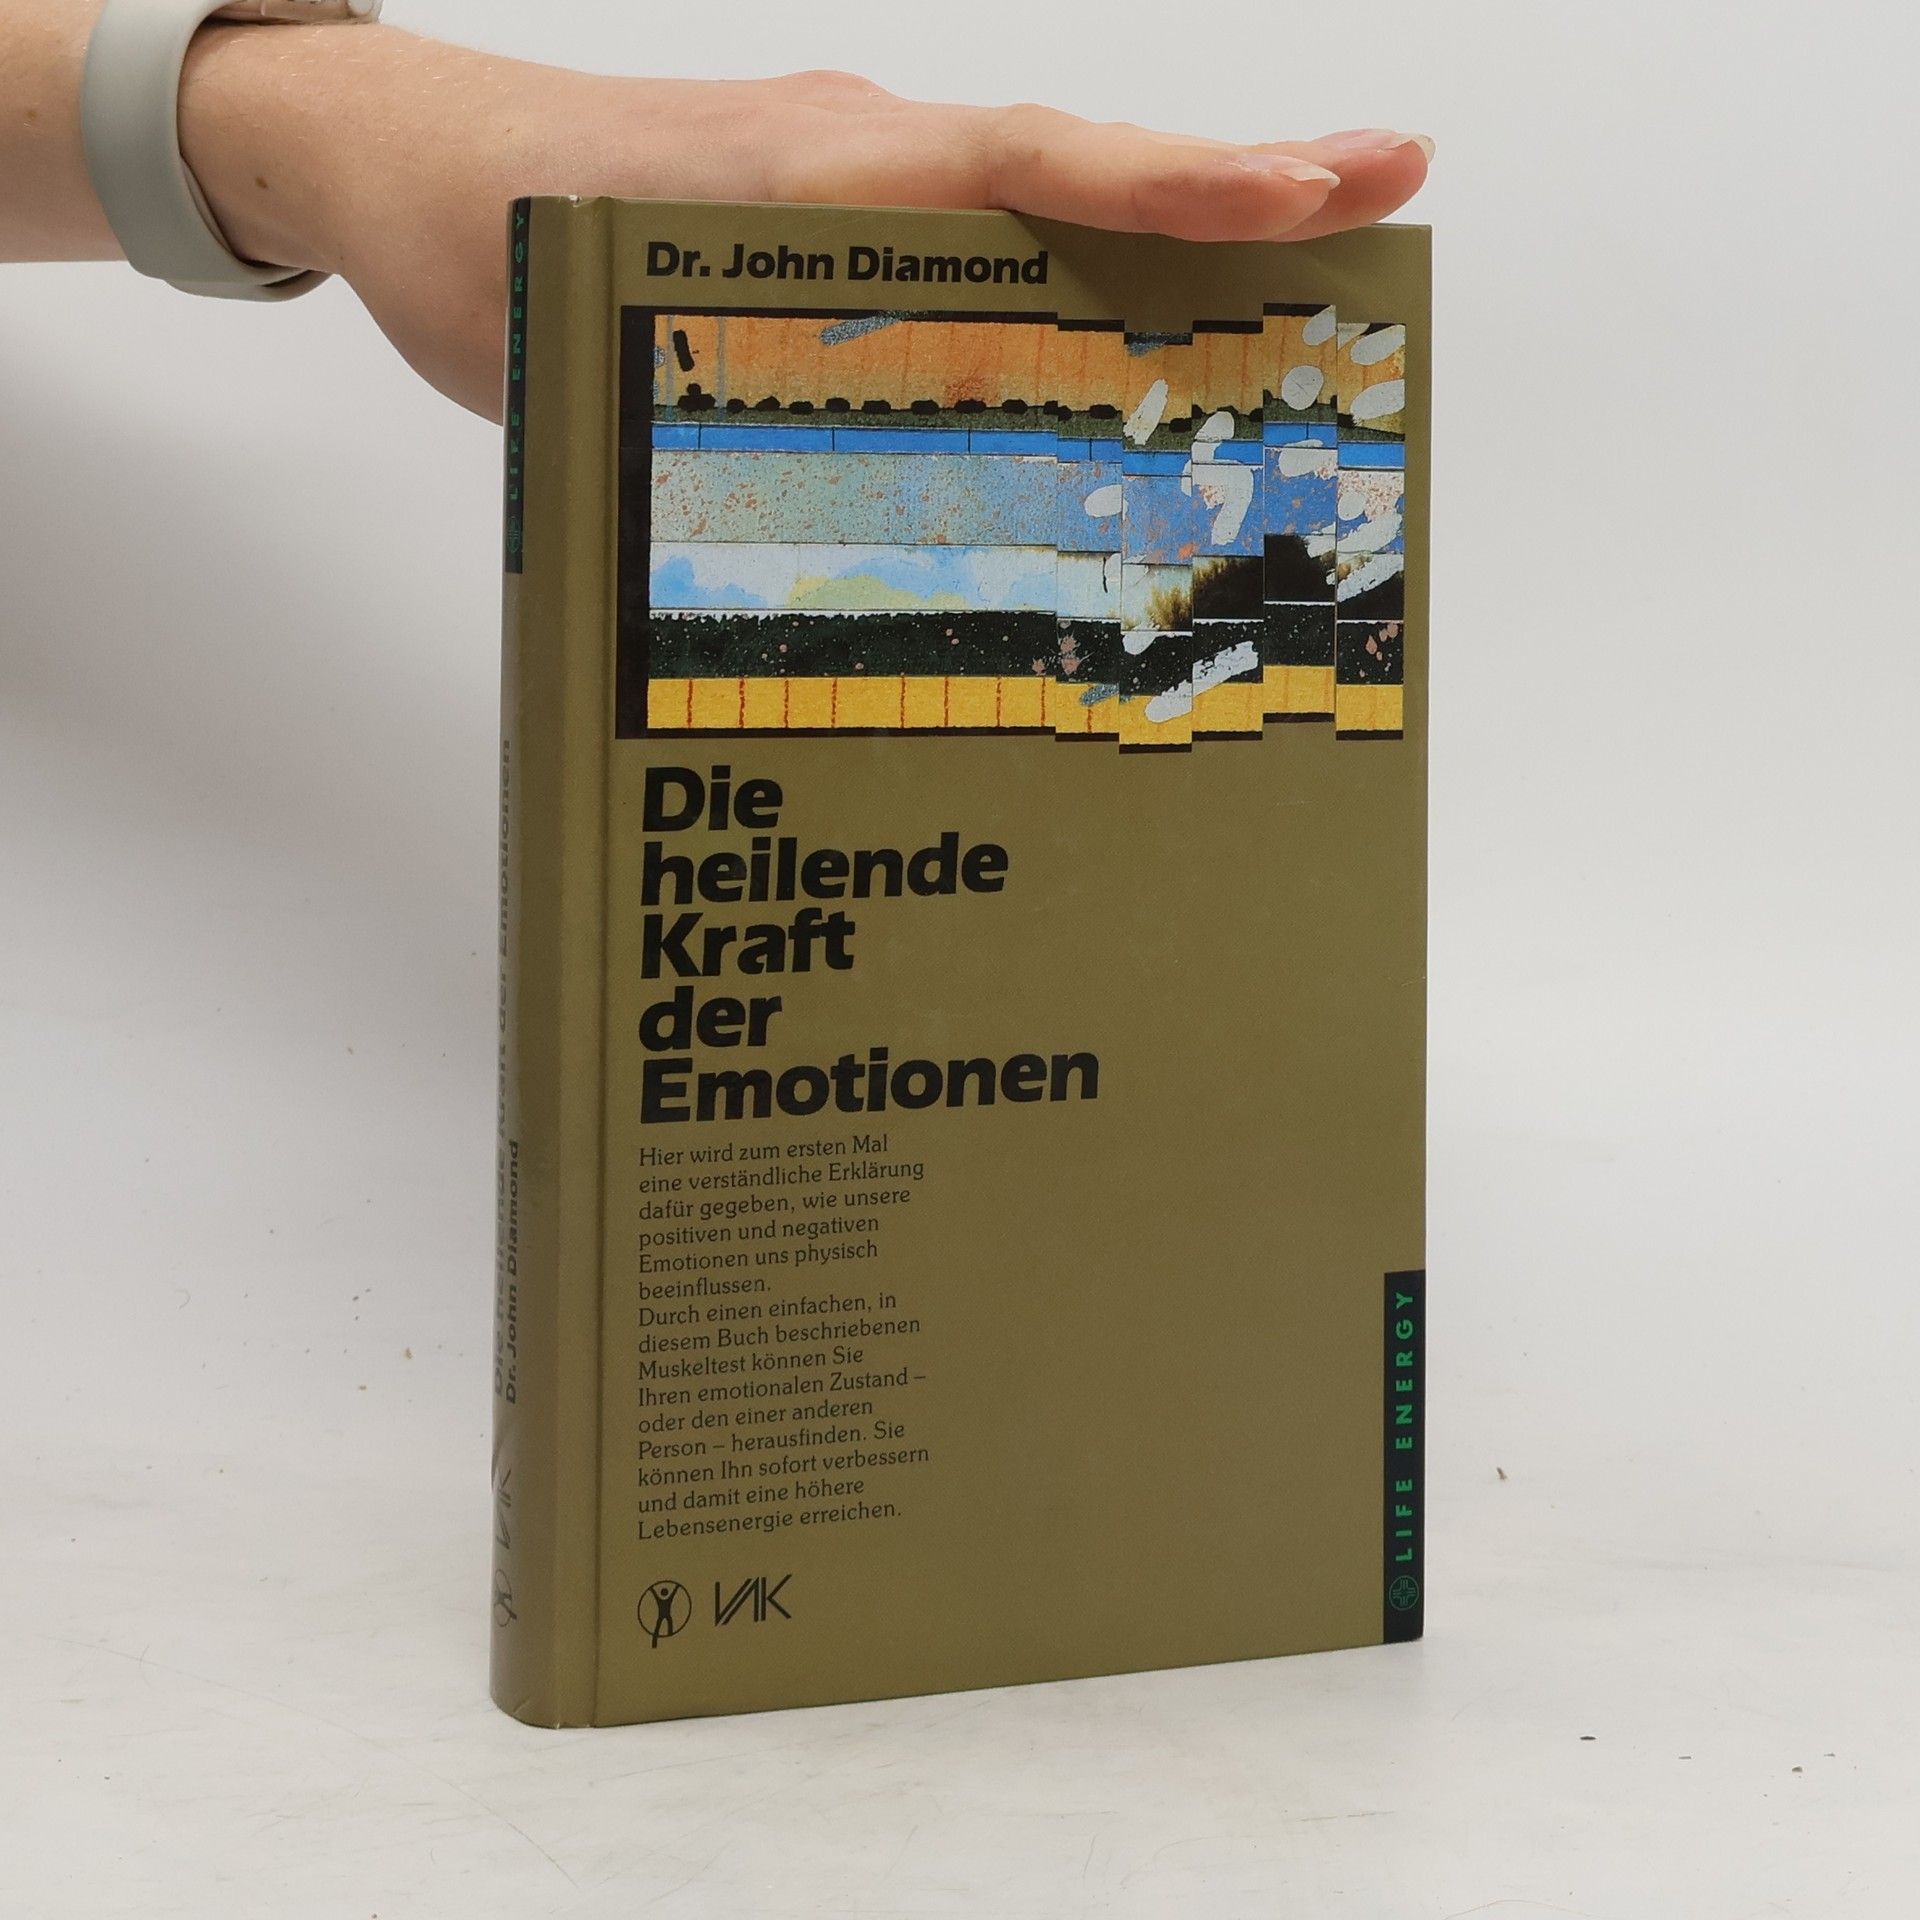 Dr. John Diamond
Die
heilende
Kraft
der
Emotionen
Hier wird zum ersten Mal
eine verständliche Erklärung
dafür gegeben, wie unsere
positiven und negativen
Emotionen uns physisch
beeinflussen.
Durch einen einfachen, in
diesem Buch beschriebenen
Muskeltest können Sie
Ihren emotionalen Zustand –
oder den einer anderen
Person – herausfinden. Sie
können Ihn sofort verbessern
und damit eine höhere
Lebensenergie erreichen.
VAK
LIFE ENERGY
LIFE ENERGY
Die heilende Kraft der Emotionen
Dr. John Diamond
VAK